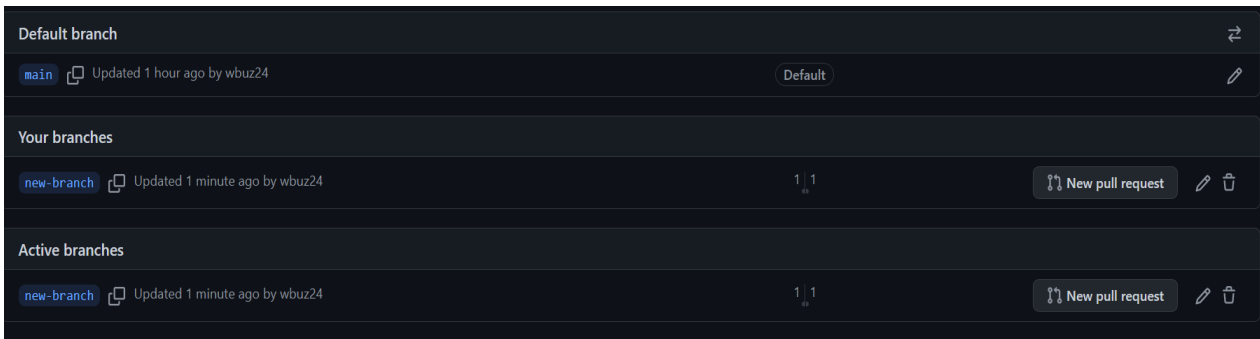 Default branch
main Updated 1 hour ago by wbuz24 Default
Your branches
new-branch Updated 1 minute ago by wbuz24 1 1 New pull request
Active branches
new-branch Updated 1 minute ago by wbuz24 1 1 New pull request